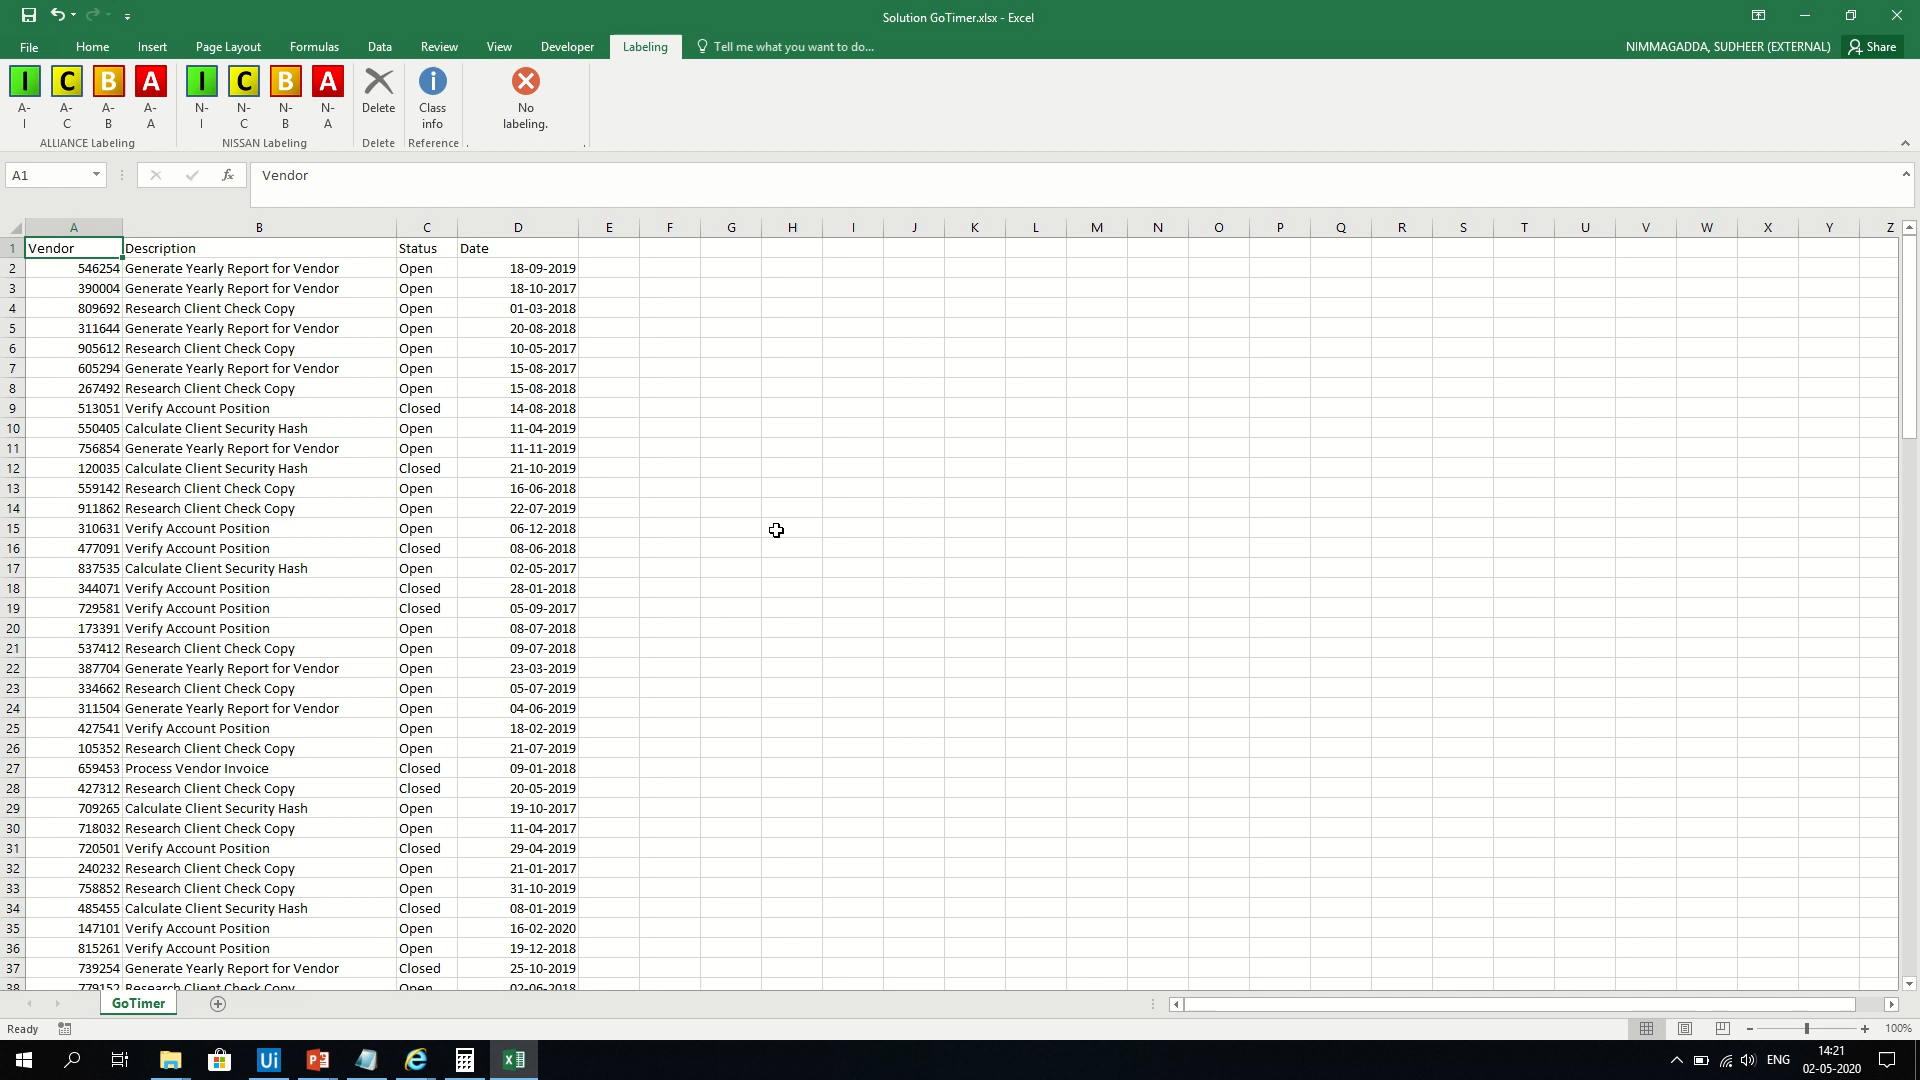 Solution GoTimer.xlsx - Excel
File Home Insert Page Layout Formulas Data Review View Developer Labeling Tell me what you want to do... NIMMAGADDA, SUDHEER (EXTERNAL) Share
I C B A I C B A
A-I A-C A-B A-A N-I N-C N-B N-A Delete Class info No labeling.
ALLIANCE Labeling NISSAN Labeling Delete Reference
A1 fx Vendor
A B C D E F G H I J K L M N O P Q R S T U V W X Y Z
1 Vendor Description Status Date
2 546254 Generate Yearly Report for Vendor Open 18-09-2019
3 390004 Generate Yearly Report for Vendor Open 18-10-2017
4 809692 Research Client Check Copy Open 01-03-2018
5 311644 Generate Yearly Report for Vendor Open 20-08-2018
6 905612 Research Client Check Copy Open 10-05-2017
7 605294 Generate Yearly Report for Vendor Open 15-08-2017
8 267492 Research Client Check Copy Open 15-08-2018
9 513051 Verify Account Position Closed 14-08-2018
10 550405 Calculate Client Security Hash Open 11-04-2019
11 756854 Generate Yearly Report for Vendor Open 11-11-2019
12 120035 Calculate Client Security Hash Closed 21-10-2019
13 559142 Research Client Check Copy Open 16-06-2018
14 911862 Research Client Check Copy Open 22-07-2019
15 310631 Verify Account Position Open 06-12-2018
16 477091 Verify Account Position Closed 08-06-2018
17 837535 Calculate Client Security Hash Open 02-05-2017
18 344071 Verify Account Position Closed 28-01-2018
19 729581 Verify Account Position Closed 05-09-2017
20 173391 Verify Account Position Open 08-07-2018
21 537412 Research Client Check Copy Open 09-07-2018
22 387704 Generate Yearly Report for Vendor Open 23-03-2019
23 334662 Research Client Check Copy Open 05-07-2019
24 311504 Generate Yearly Report for Vendor Open 04-06-2019
25 427541 Verify Account Position Open 18-02-2019
26 105352 Research Client Check Copy Open 21-07-2019
27 659453 Process Vendor Invoice Closed 09-01-2018
28 427312 Research Client Check Copy Closed 20-05-2019
29 709265 Calculate Client Security Hash Open 19-10-2017
30 718032 Research Client Check Copy Open 11-04-2017
31 720501 Verify Account Position Closed 29-04-2019
32 240232 Research Client Check Copy Open 21-01-2017
33 758852 Research Client Check Copy Open 31-10-2019
34 485455 Calculate Client Security Hash Closed 08-01-2019
35 147101 Verify Account Position Open 16-02-2020
36 815261 Verify Account Position Open 19-12-2018
37 739254 Generate Yearly Report for Vendor Closed 25-10-2019
38 779152 Research Client Check Copy Open 02-06-2018
GoTimer
Ready 100%
Ui ENG 14:21
02-05-2020